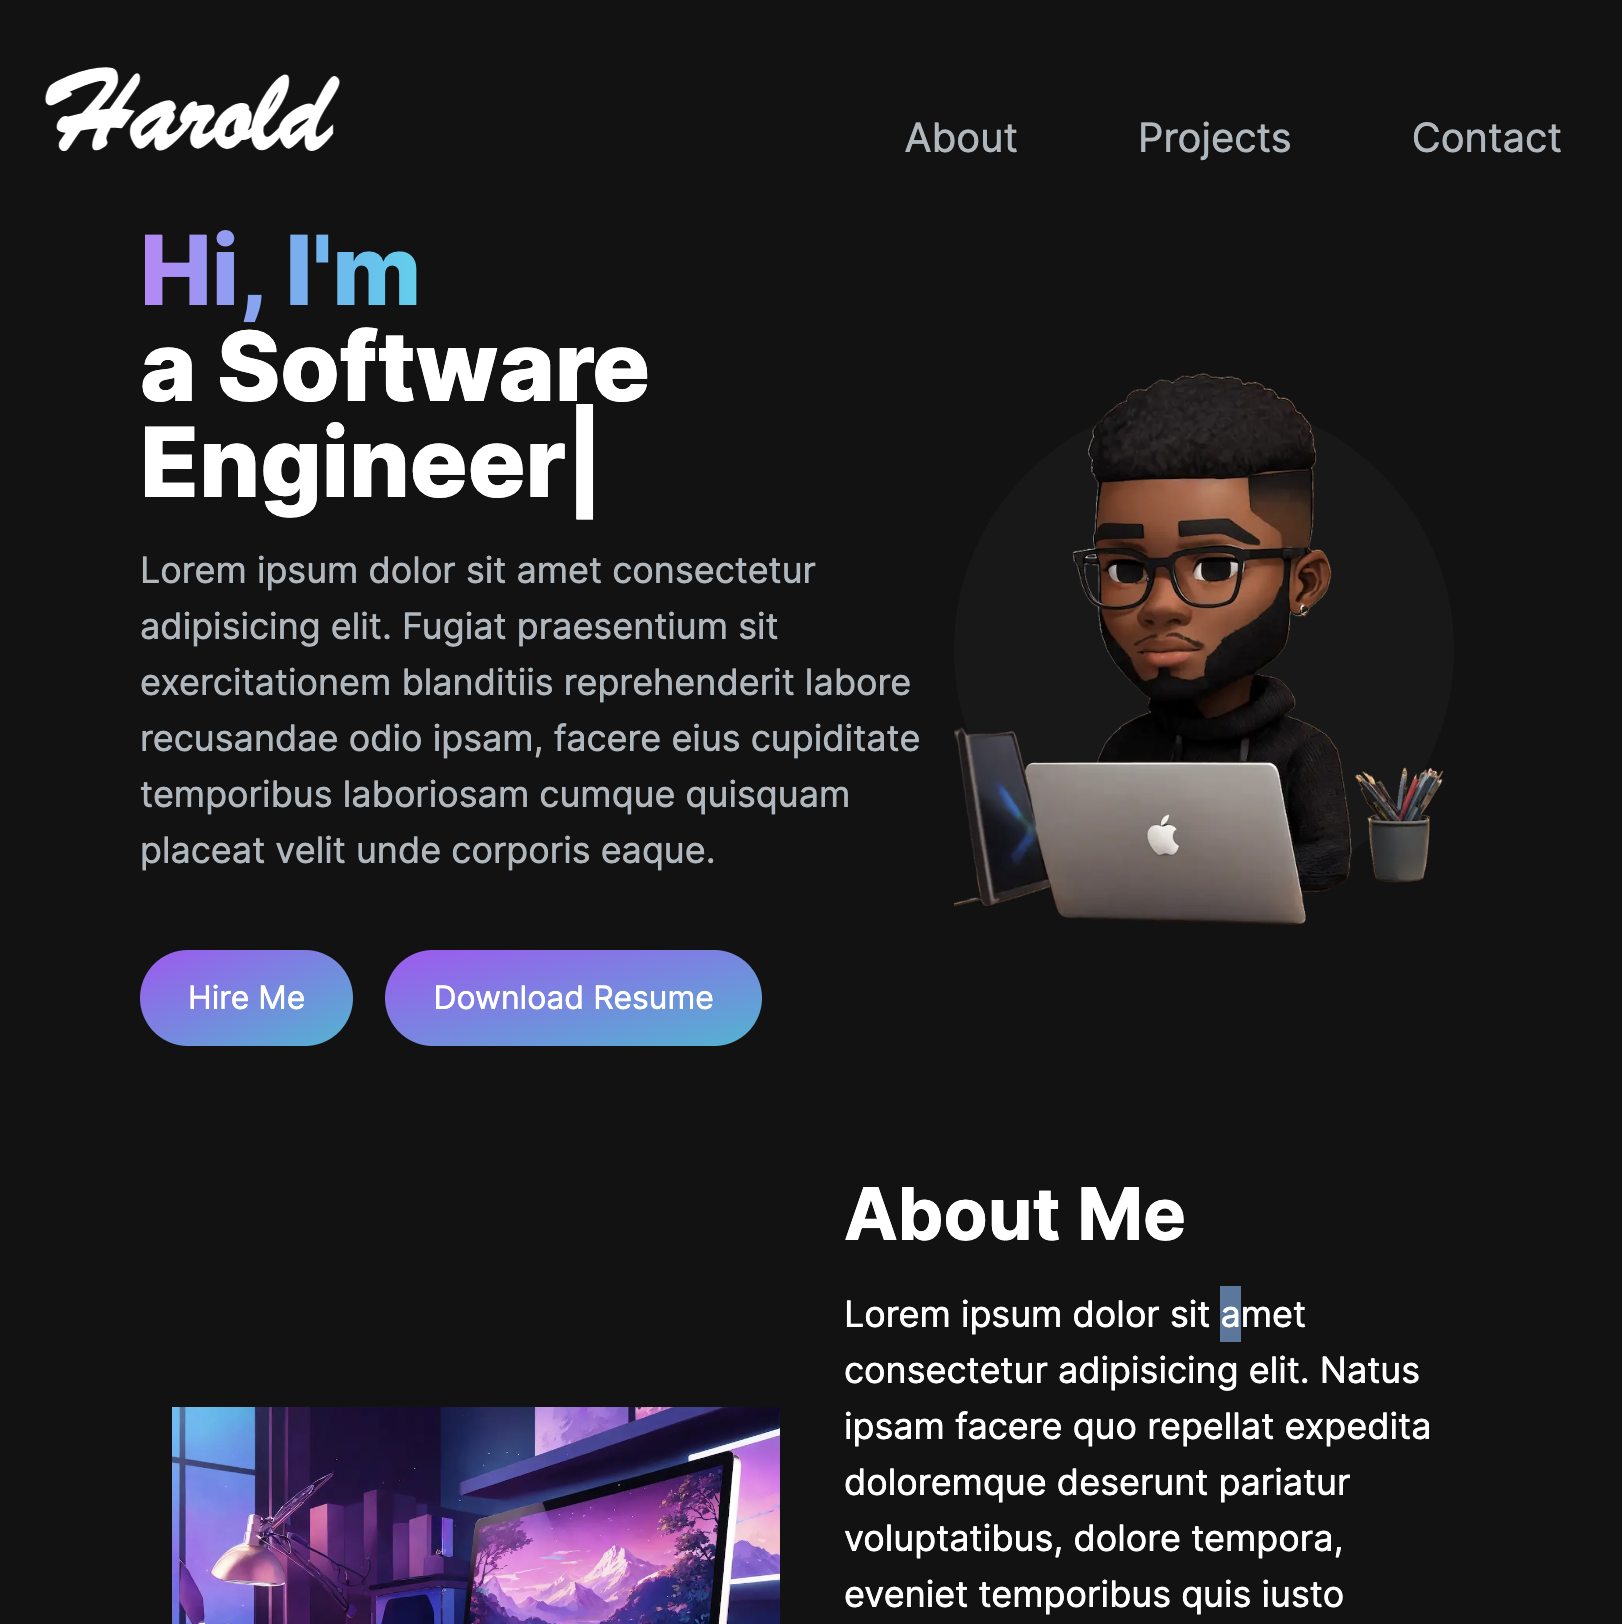 Harold
About Projects Contact
Hi, I'm
a Software
Engineer|
Lorem ipsum dolor sit amet consectetur
adipisicing elit. Fugiat praesentium sit
exercitationem blanditiis reprehenderit labore
recusandae odio ipsam, facere eius cupiditate
temporibus laboriosam cumque quisquam
placeat velit unde corporis eaque.
Hire Me
Download Resume
About Me
Lorem ipsum dolor sit amet
consectetur adipisicing elit. Natus
ipsam facere quo repellat expedita
doloremque deserunt pariatur
voluptatibus, dolore tempora,
eveniet temporibus quis iusto